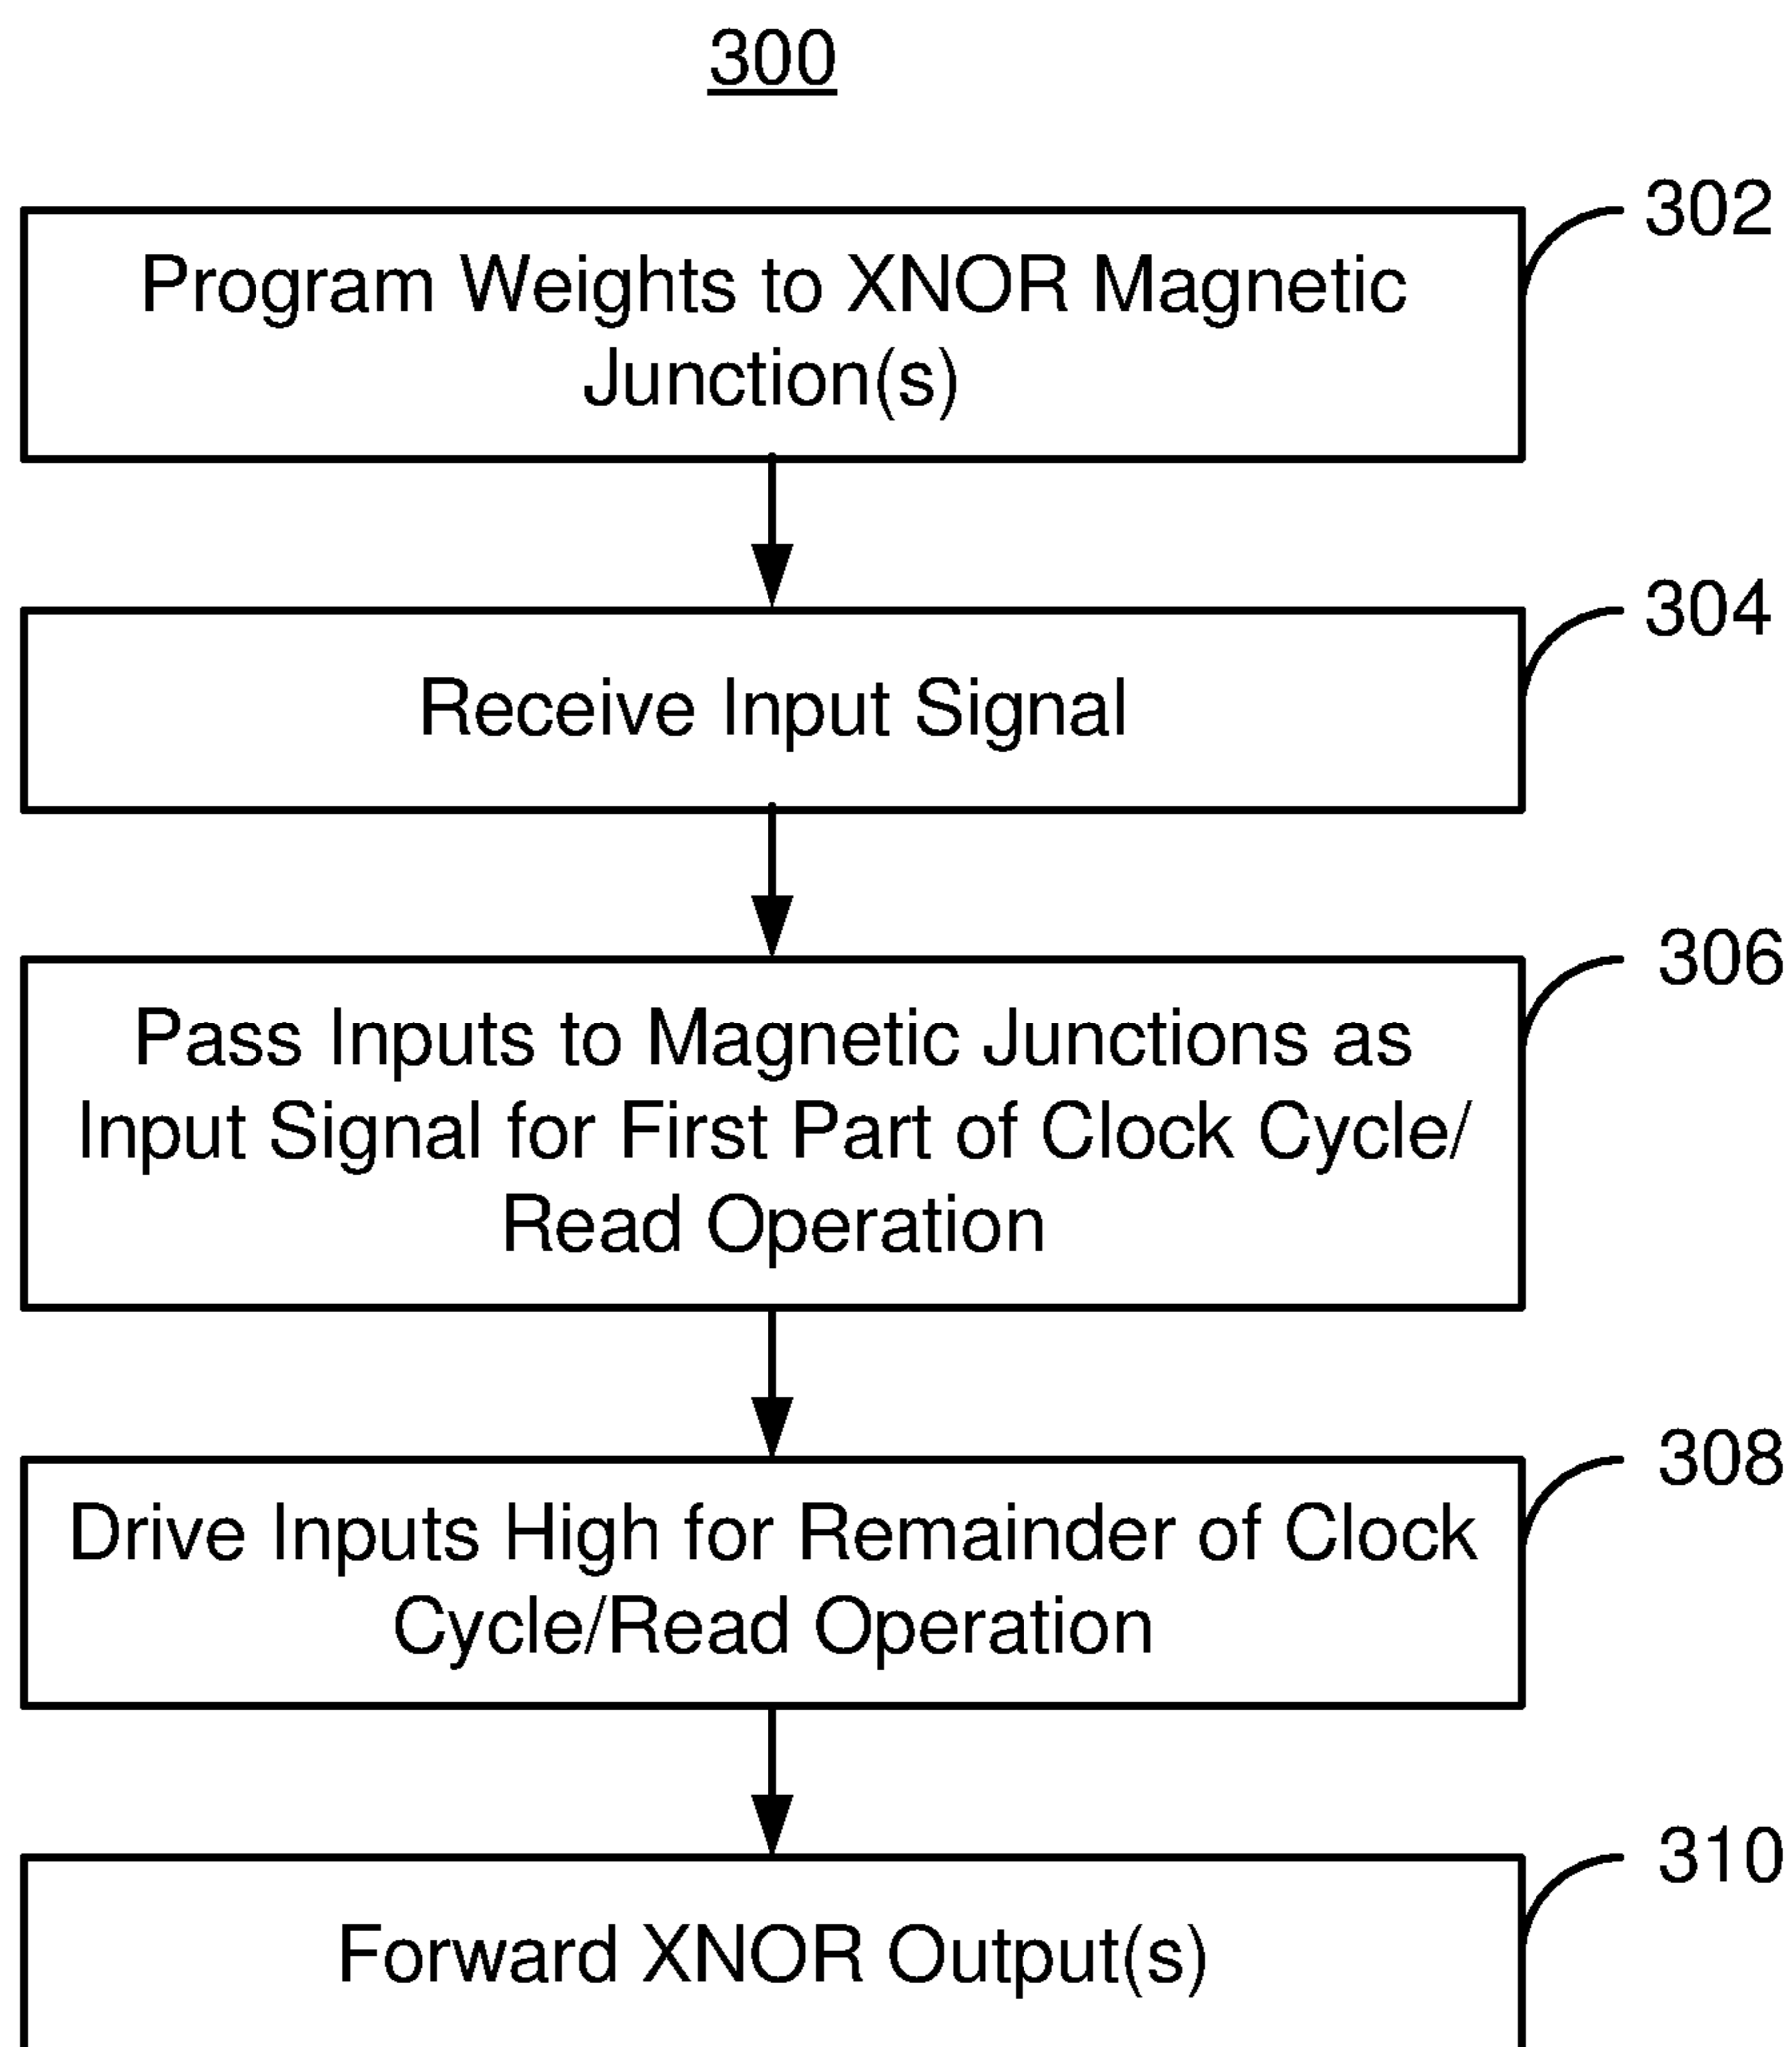 300
302
Program Weights to XNOR Magnetic
Junction(s)
304
Receive Input Signal
306
Pass Inputs to Magnetic Junctions as
Input Signal for First Part of Clock Cycle/
Read Operation
308
Drive Inputs High for Remainder of Clock
Cycle/Read Operation
310
Forward XNOR Output(s)